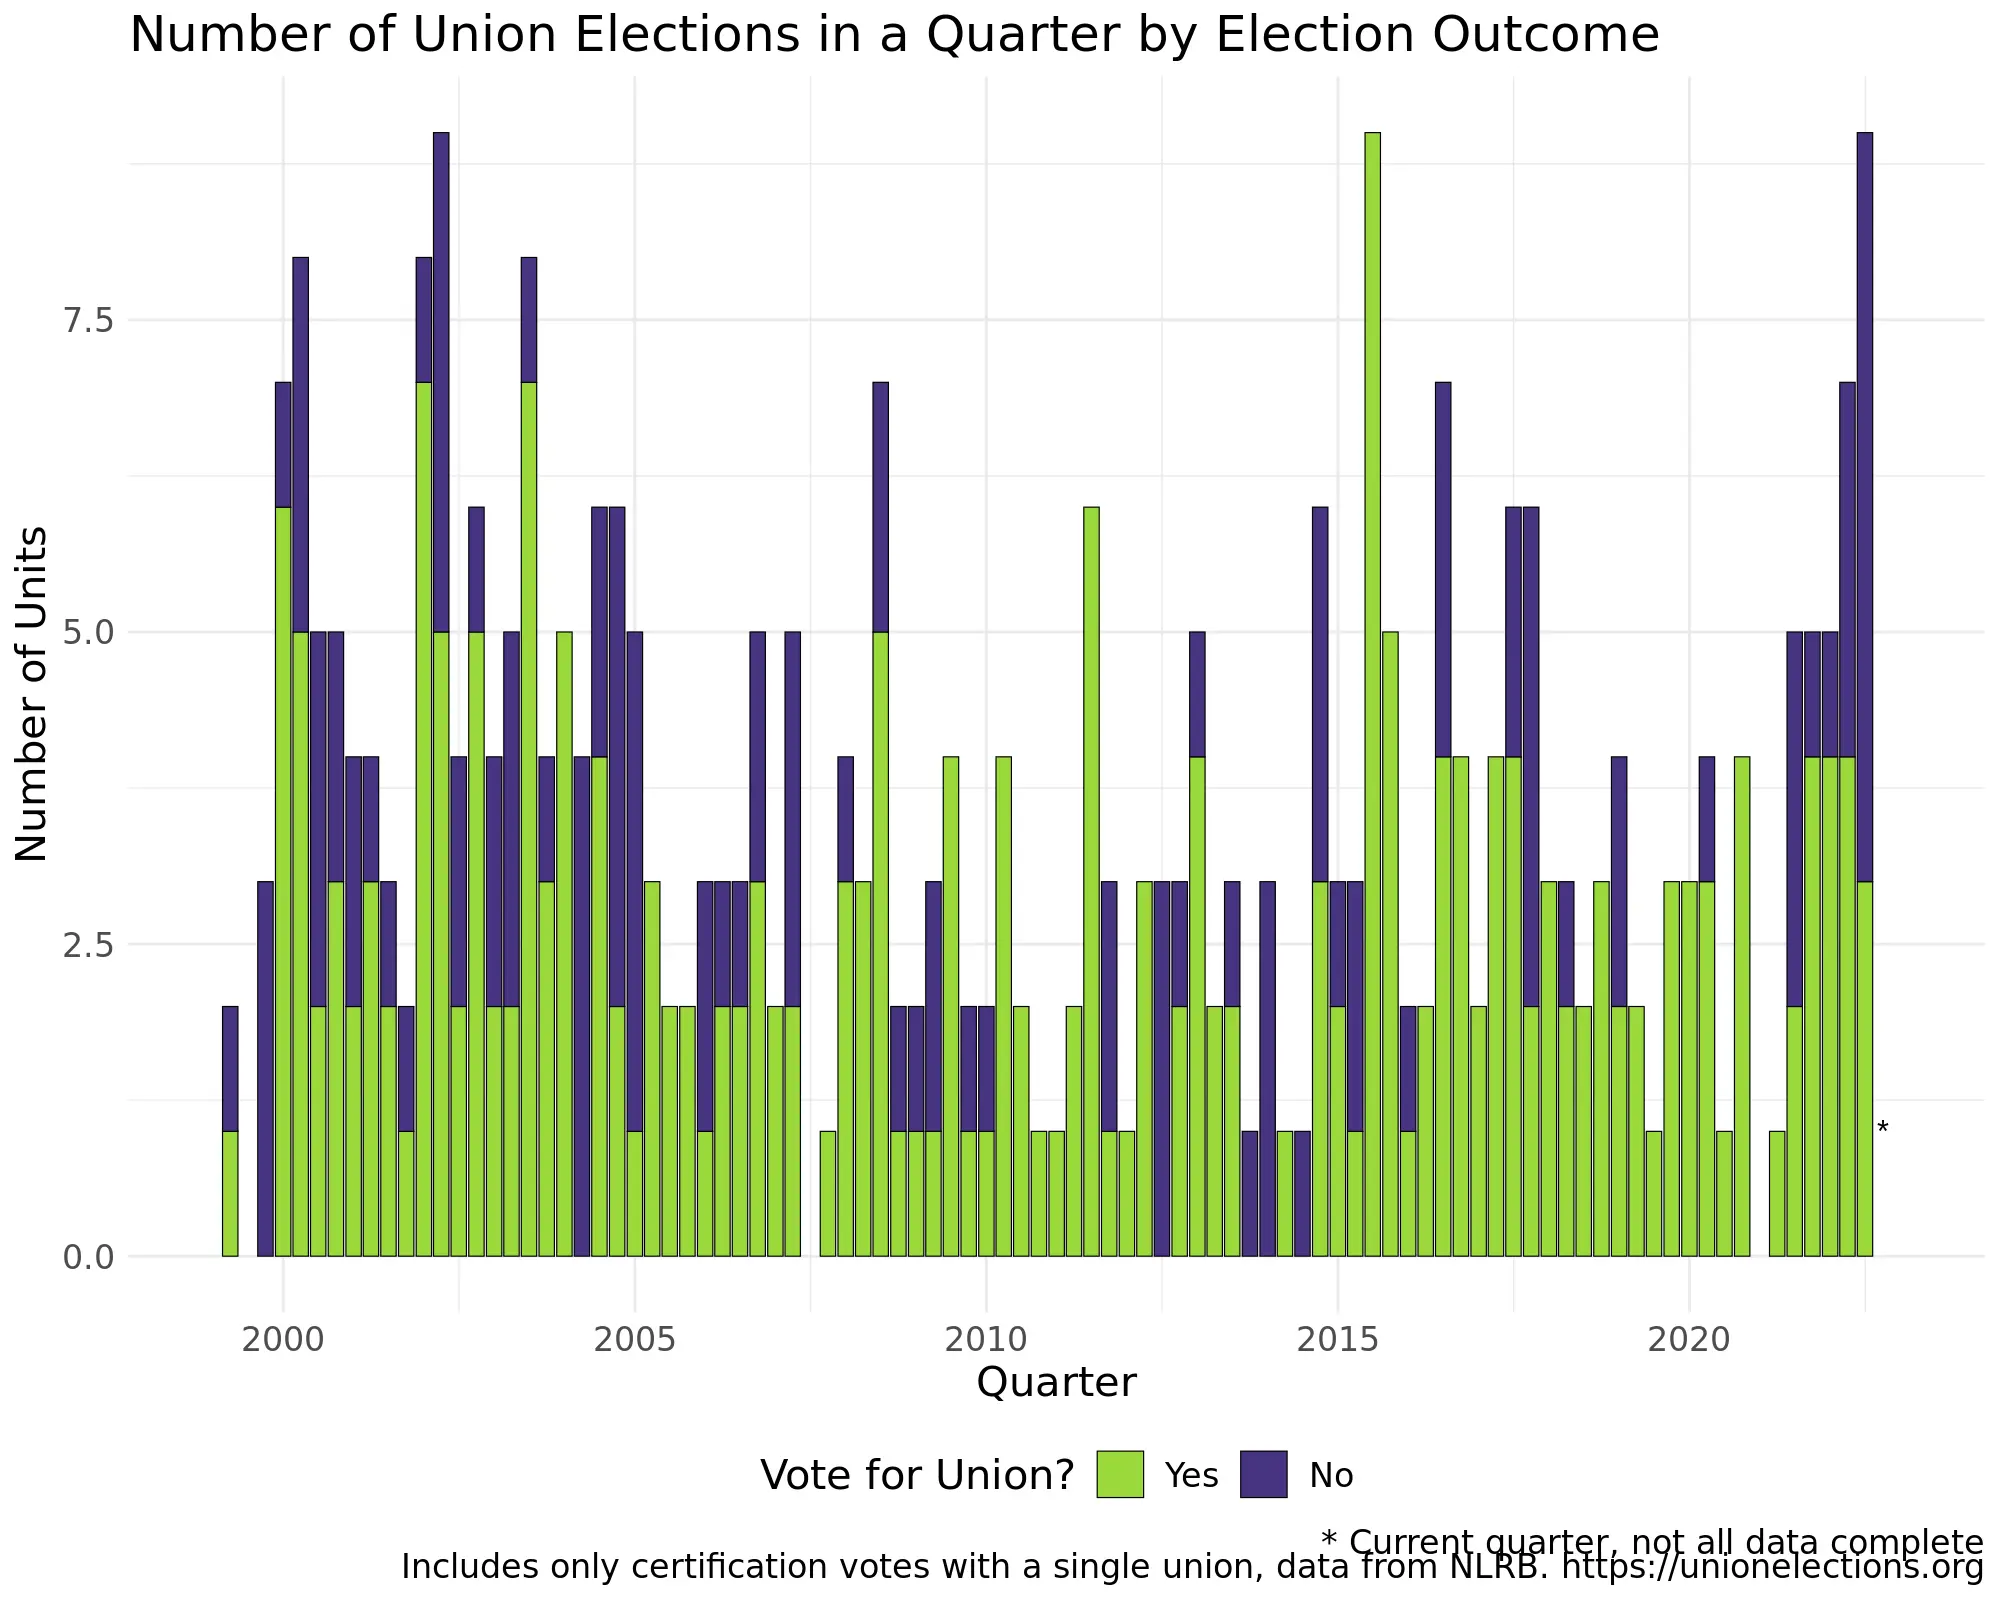 Number of Union Elections in a Quarter by Election Outcome
Number of Units
7.5
5.0
2.5
0.0
*
2000 2005 2010 2015 2020
Quarter
Vote for Union? Yes No
* Current quarter, not all data complete
Includes only certification votes with a single union, data from NLRB. https://unionelections.org